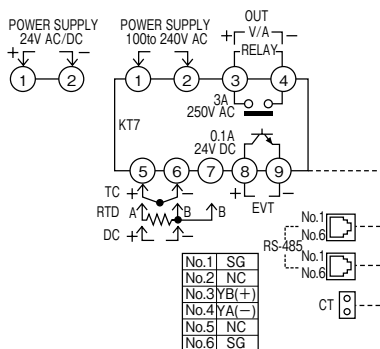 POWER SUPPLY
24V AC/DC
+ −
1 2
POWER SUPPLY
100to 240V AC
1 2
OUT
+ V/A −
RELAY
3 4
3A
250V AC
KT7
0.1A
24V DC
5 6 7 8 9
TC + −
RTD A B B
DC + −
+ EVT −
RS-485
No.1
No.6
No.1
No.6
CT
No.1 SG
No.2 NC
No.3 YB(+)
No.4 YA(−)
No.5 NC
No.6 SG